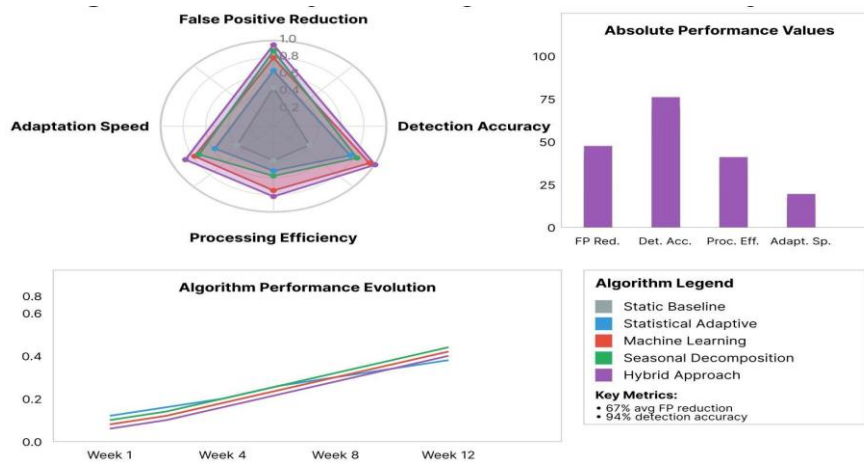 False Positive Reduction
1.0
0.8
0.6
0.4
0.2
Adaptation Speed
Detection Accuracy
Processing Efficiency
Absolute Performance Values
100
75
50
25
0
FP Red. Det. Acc. Proc. Eff. Adapt. Sp.
Algorithm Performance Evolution
0.8
0.6
0.4
0.2
0.0
Week 1 Week 4 Week 8 Week 12
Algorithm Legend
Static Baseline
Statistical Adaptive
Machine Learning
Seasonal Decomposition
Hybrid Approach
Key Metrics:
• 67% avg FP reduction
• 94% detection accuracy